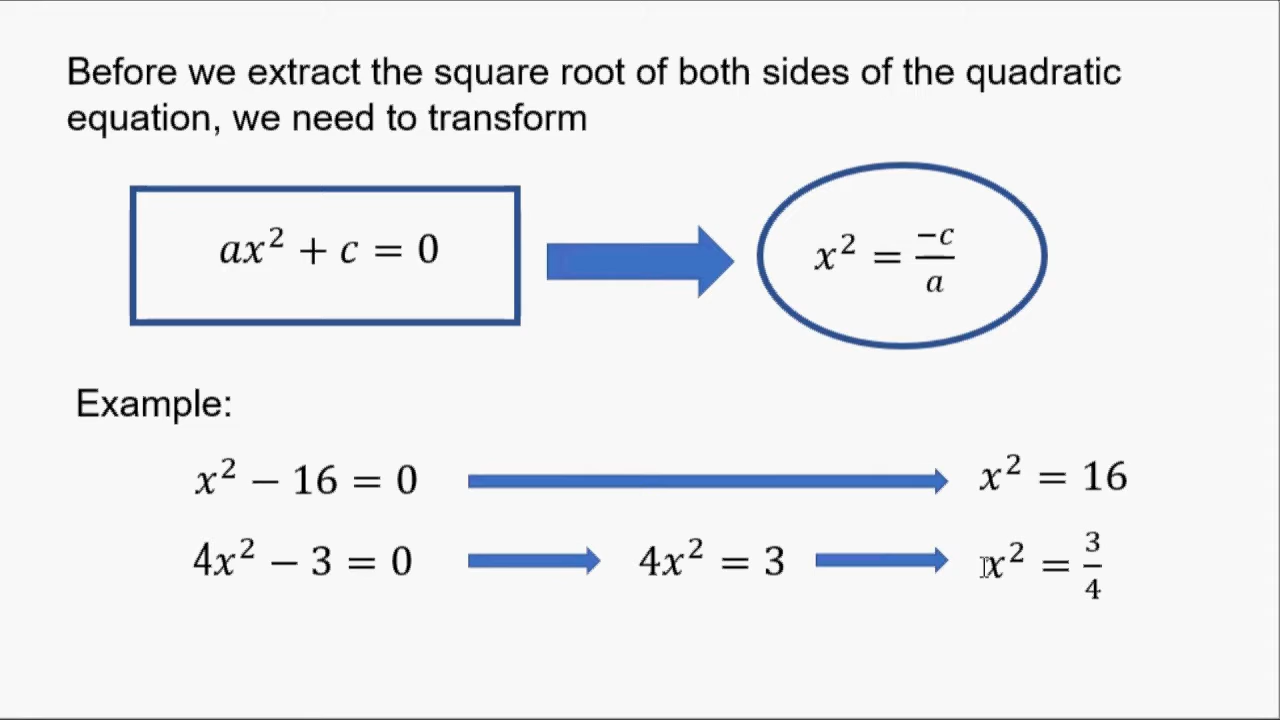 Before we extract the square root of both sides of the quadratic
equation, we need to transform
ax² + c = 0
x² = −c/a
Example:
x² − 16 = 0
x² = 16
4x² − 3 = 0
4x² = 3
x² = 3/4